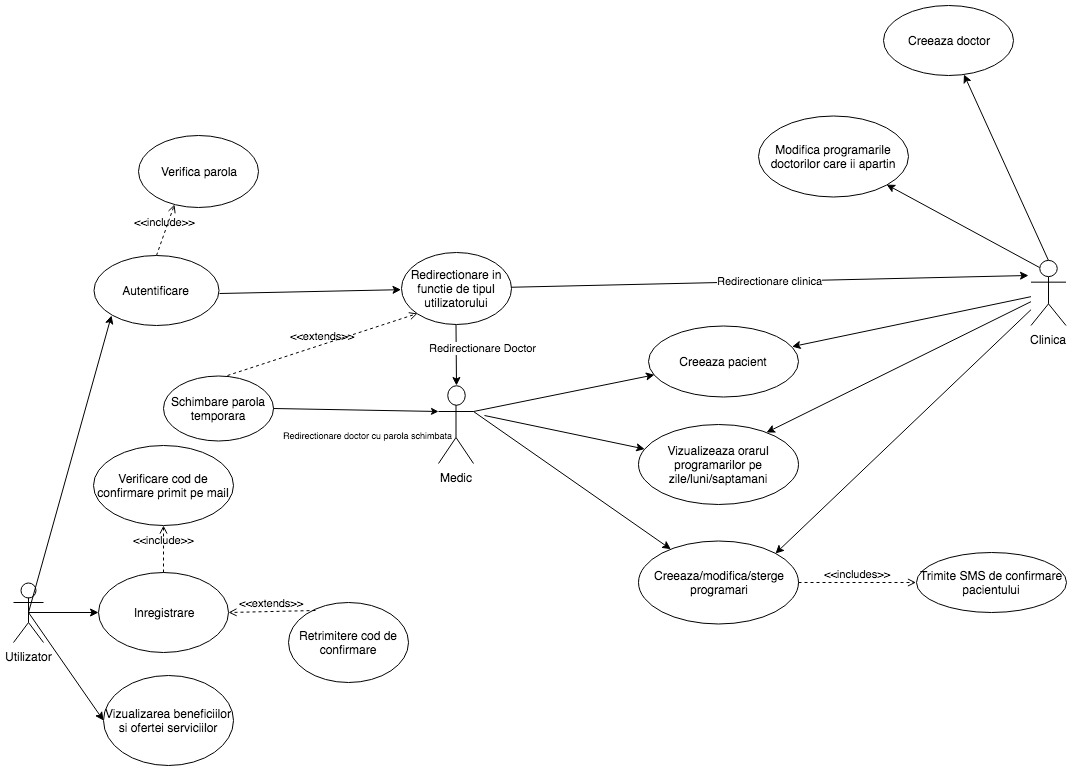 Creeaza doctor
Modifica programarile
doctorilor care ii apartin
Verifica parola
<<include>>
Autentificare
Redirectionare in
functie de tipul
utilizatorului
Redirectionare clinica
Clinica
<<extends>>
Redirectionare Doctor
Creeaza pacient
Schimbare parola
temporara
Redirectionare doctor cu parola schimbata
Medic
Vizualizeaza orarul
programarilor pe
zile/luni/saptamani
Verificare cod de
confirmare primit pe mail
<<include>>
Creeaza/modifica/sterge
programari
<<includes>>
Trimite SMS de confirmare
pacientului
Utilizator
Inregistrare
<<extends>>
Retrimitere cod de
confirmare
Vizualizarea beneficiilor
si ofertei serviciilor